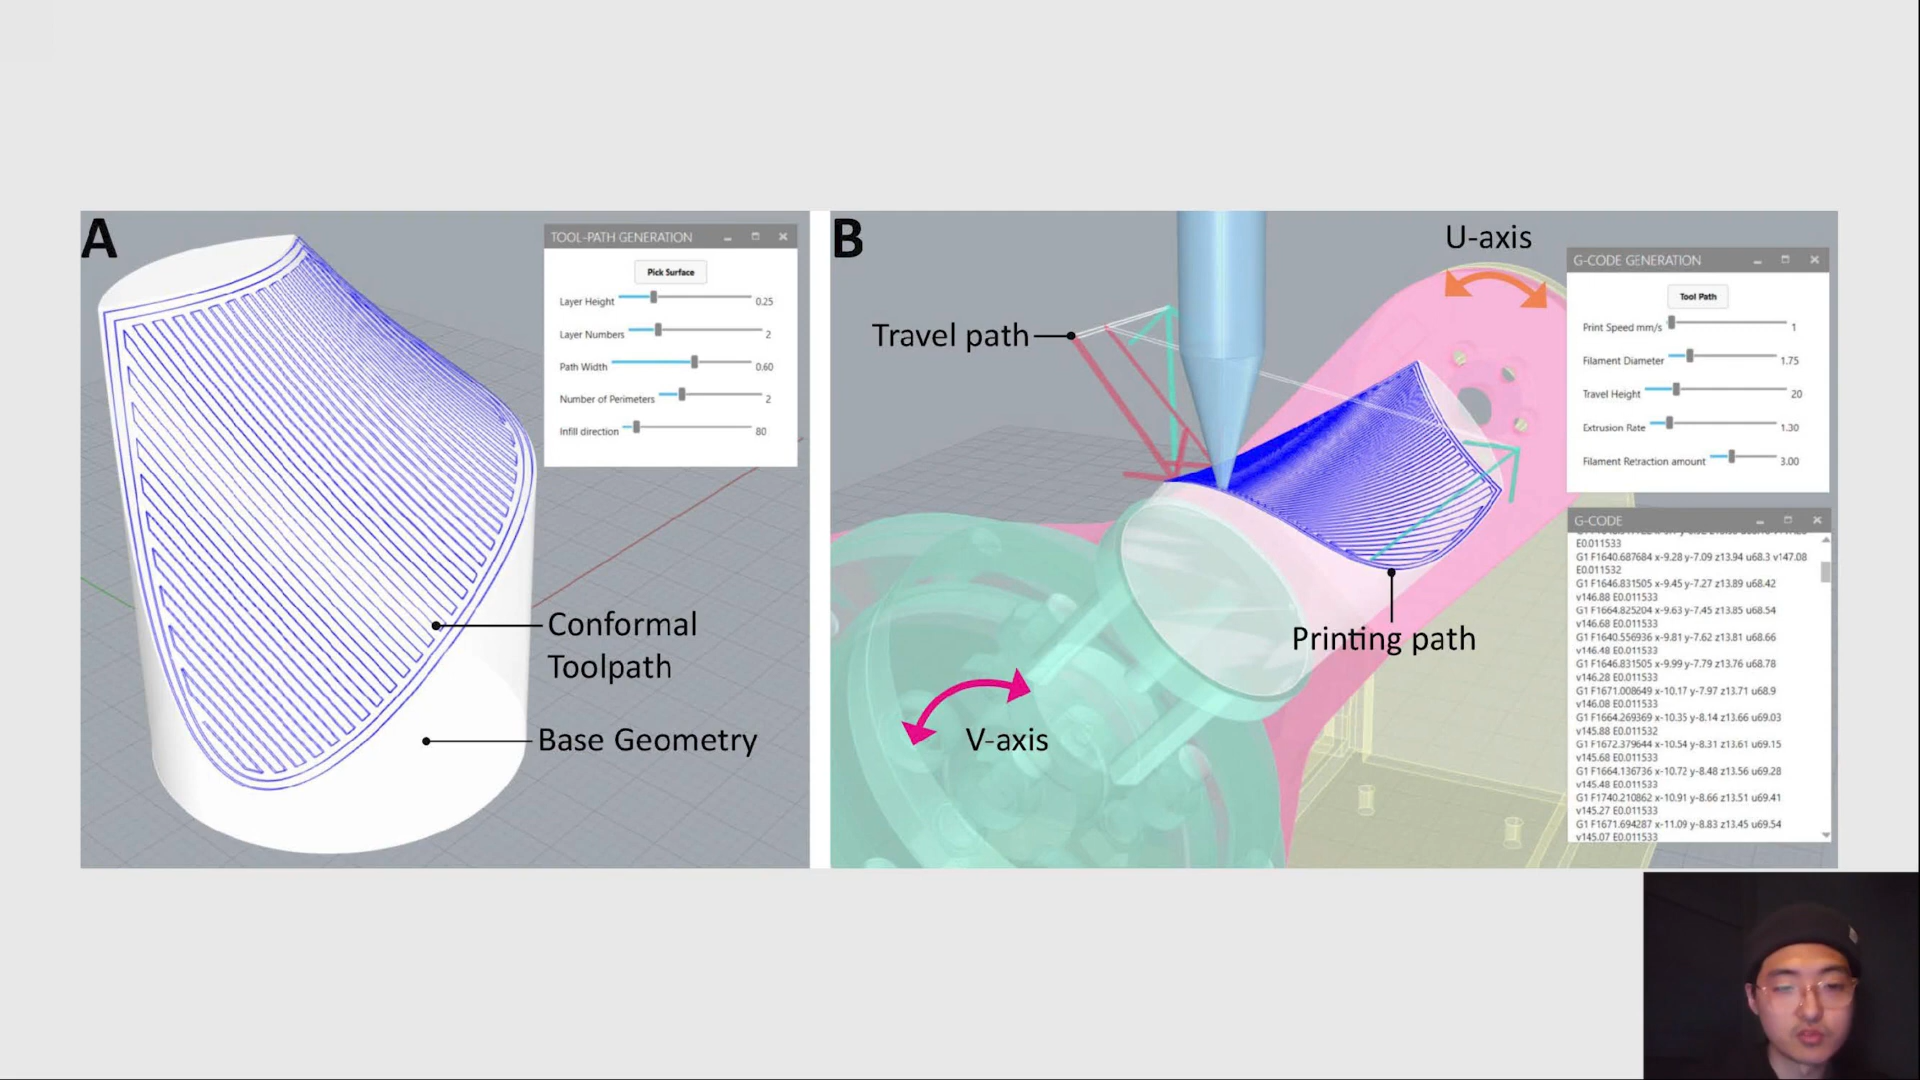 A
TOOL-PATH GENERATION
Pick Surface
Layer Height 0.25
Layer Numbers 2
Path Width 0.60
Number of Perimeters 2
Infill direction 80
Conformal
Toolpath
Base Geometry
B
U-axis
Travel path
Printing path
V-axis
G-CODE GENERATION
Tool Path
Print Speed mm/s 1
Filament Diameter 1.75
Travel Height 20
Extrusion Rate 1.30
Filament Retraction amount 3.00
G-CODE
E0.011533
G1 F1640.687684 x-9.28 y-7.09 z13.94 u68.3 v147.08
E0.011532
G1 F1646.831505 x-9.45 y-7.27 z13.89 u68.42
v146.88 E0.011533
G1 F1664.825204 x-9.63 y-7.45 z13.85 u68.54
v146.68 E0.011533
G1 F1640.556936 x-9.81 y-7.62 z13.81 u68.66
v146.48 E0.011533
G1 F1646.831505 x-9.99 y-7.79 z13.76 u68.78
v146.28 E0.011533
G1 F1671.008649 x-10.17 y-7.97 z13.71 u68.9
v146.08 E0.011533
G1 F1664.269369 x-10.35 y-8.14 z13.66 u69.03
v145.88 E0.011532
G1 F1672.379644 x-10.54 y-8.31 z13.61 u69.15
v145.68 E0.011533
G1 F1664.136736 x-10.72 y-8.48 z13.56 u69.28
v145.48 E0.011533
G1 F1740.210862 x-10.91 y-8.66 z13.51 u69.41
v145.27 E0.011533
G1 F1671.694287 x-11.09 y-8.83 z13.45 u69.54
v145.07 E0.011533